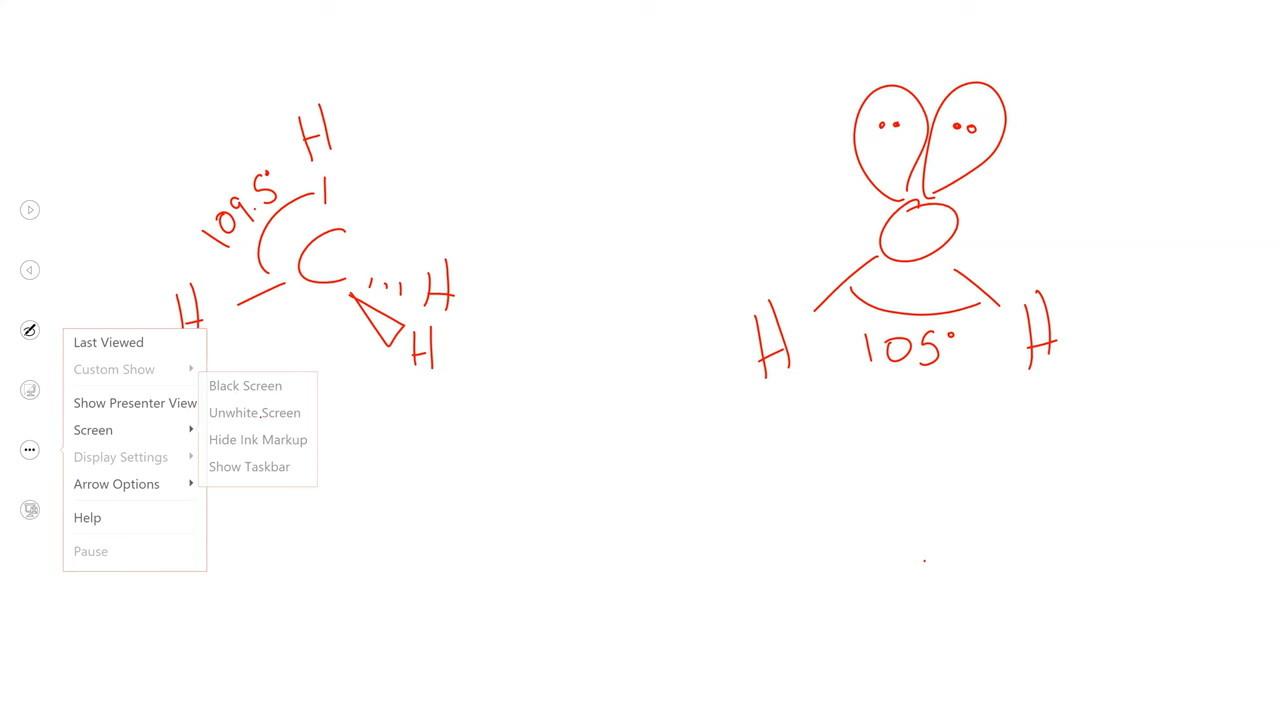 H
109.5°
C
H
H
H
O
H
105°
H
Last Viewed
Custom Show
Show Presenter View
Screen
Display Settings
Arrow Options
Help
Pause
Black Screen
Unwhite Screen
Hide Ink Markup
Show Taskbar